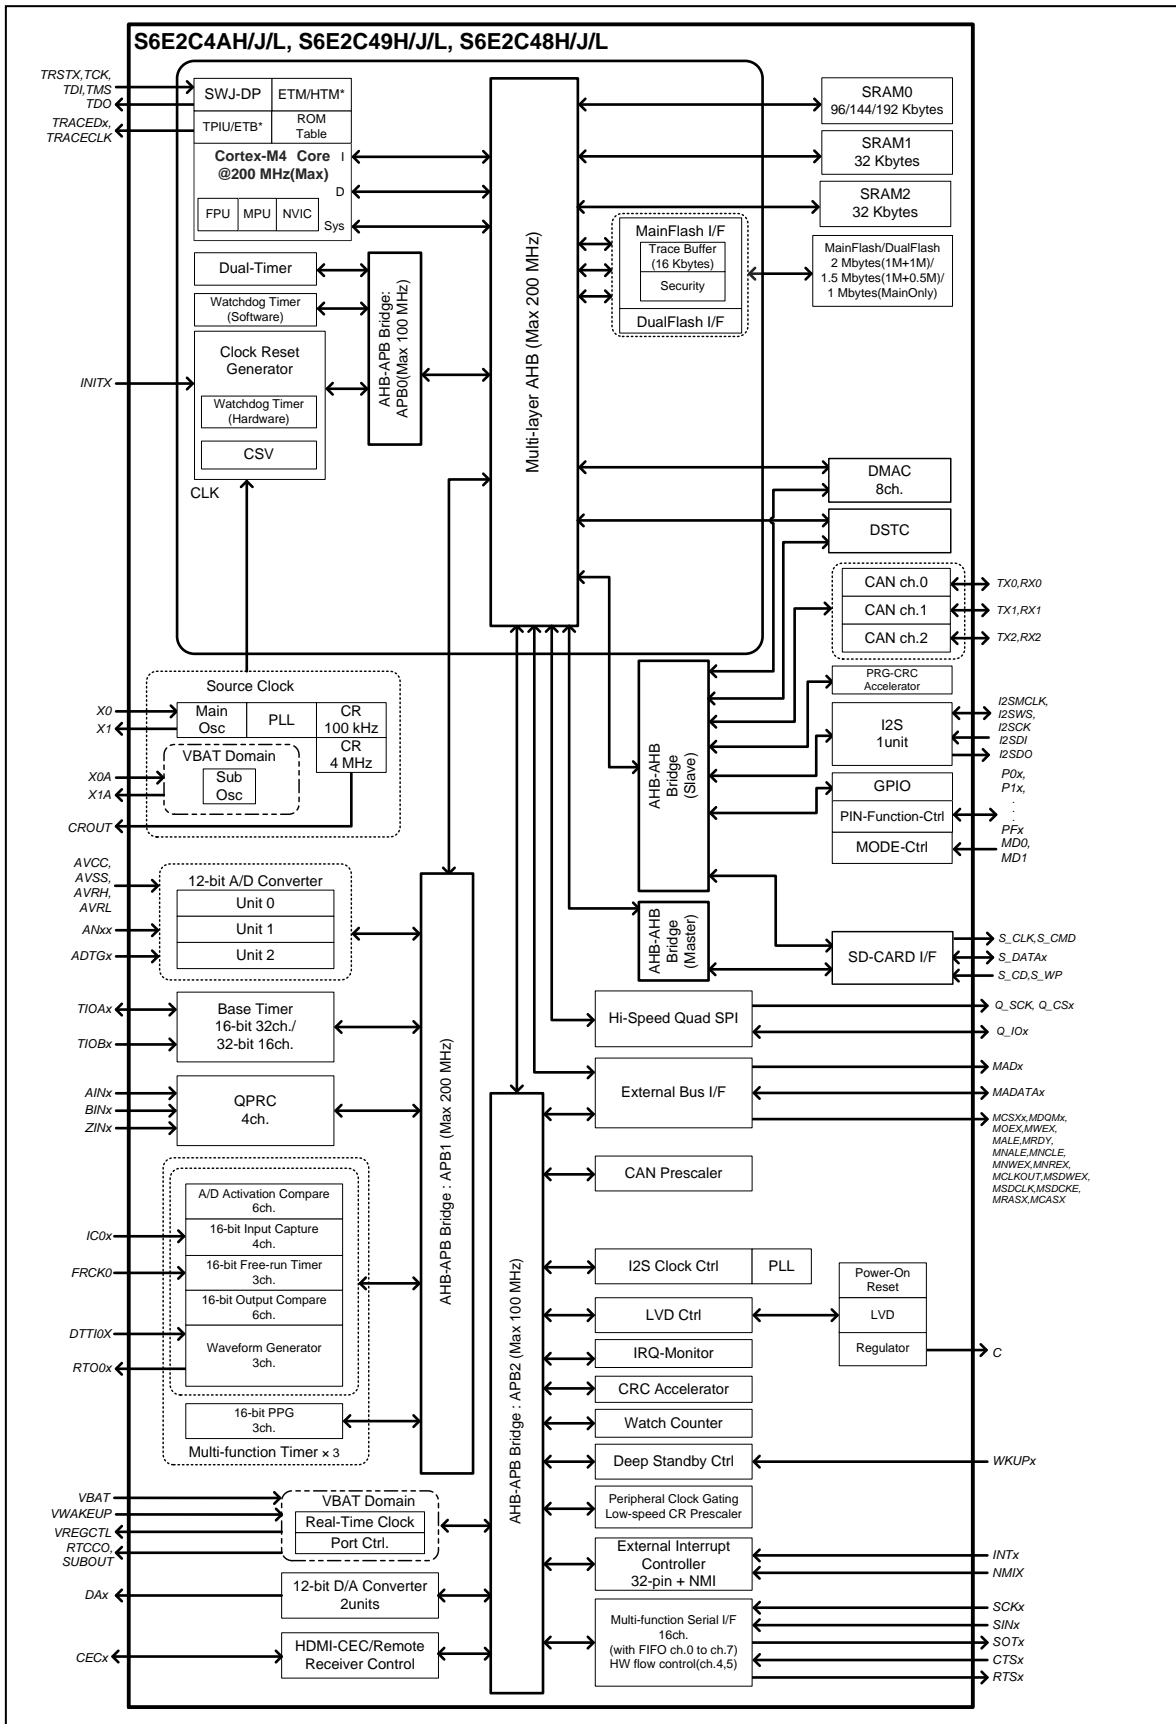 S6E2C4AH/J/L, S6E2C49H/J/L, S6E2C48H/J/L
TRSTX,TCK,
TDI,TMS
TDO
TRACEDx,
TRACECLK
SWJ-DP
ETM/HTM*
TPIU/ETB*
ROM
Table
Cortex-M4 Core
@200 MHz(Max)
I
D
Sys
FPU
MPU
NVIC
Dual-Timer
Watchdog Timer
(Software)
Clock Reset
Generator
Watchdog Timer
(Hardware)
CSV
CLK
INITX
AHB-APB Bridge:
APB0(Max 100 MHz)
Multi-layer AHB (Max 200 MHz)
SRAM0
96/144/192 Kbytes
SRAM1
32 Kbytes
SRAM2
32 Kbytes
MainFlash I/F
Trace Buffer
(16 Kbytes)
Security
DualFlash I/F
MainFlash/DualFlash
2 Mbytes(1M+1M)/
1.5 Mbytes(1M+0.5M)/
1 Mbytes(MainOnly)
DMAC
8ch.
DSTC
CAN ch.0
CAN ch.1
CAN ch.2
TX0,RX0
TX1,RX1
TX2,RX2
PRG-CRC
Accelerator
I2S
1unit
I2SMCLK,
I2SWS,
I2SCK
I2SDI
I2SDO
GPIO
PIN-Function-Ctrl
MODE-Ctrl
P0x,
P1x,
.
.
.
PFx
MD0,
MD1
AHB-AHB
Bridge
(Slave)
AHB-AHB
Bridge
(Master)
SD-CARD I/F
S_CLK,S_CMD
S_DATAx
S_CD,S_WP
Source Clock
X0
X1
Main
Osc
PLL
CR
100 kHz
CR
4 MHz
VBAT Domain
Sub
Osc
X0A
X1A
CROUT
AVCC,
AVSS,
AVRH,
AVRL
ANxx
ADTGx
12-bit A/D Converter
Unit 0
Unit 1
Unit 2
TIOAx
TIOBx
Base Timer
16-bit 32ch./
32-bit 16ch.
AINx
BINx
ZINx
QPRC
4ch.
A/D Activation Compare
6ch.
16-bit Input Capture
4ch.
16-bit Free-run Timer
3ch.
16-bit Output Compare
6ch.
Waveform Generator
3ch.
16-bit PPG
3ch.
Multi-function Timer × 3
IC0x
FRCK0
DTTI0X
RTO0x
AHB-APB Bridge : APB1 (Max 200 MHz)
AHB-APB Bridge : APB2 (Max 100 MHz)
VBAT
VWAKEUP
VREGCTL
RTCCO,
SUBOUT
VBAT Domain
Real-Time Clock
Port Ctrl.
DAx
12-bit D/A Converter
2units
CECx
HDMI-CEC/Remote
Receiver Control
Hi-Speed Quad SPI
Q_SCK, Q_CSx
Q_IOx
External Bus I/F
MADx
MADATAx
MCSXx,MDQMx,
MOEX,MWEX,
MALE,MRDY,
MNALE,MNCLE,
MNWEX,MNREX,
MCLKOUT,MSDWEX,
MSDCLK,MSDCKE,
MRASX,MCASX
CAN Prescaler
I2S Clock Ctrl
PLL
LVD Ctrl
Power-On
Reset
LVD
Regulator
C
IRQ-Monitor
CRC Accelerator
Watch Counter
Deep Standby Ctrl
WKUPx
Peripheral Clock Gating
Low-speed CR Prescaler
External Interrupt
Controller
32-pin + NMI
INTx
NMIX
Multi-function Serial I/F
16ch.
(with FIFO ch.0 to ch.7)
HW flow control(ch.4,5)
SCKx
SINx
SOTx
CTSx
RTSx